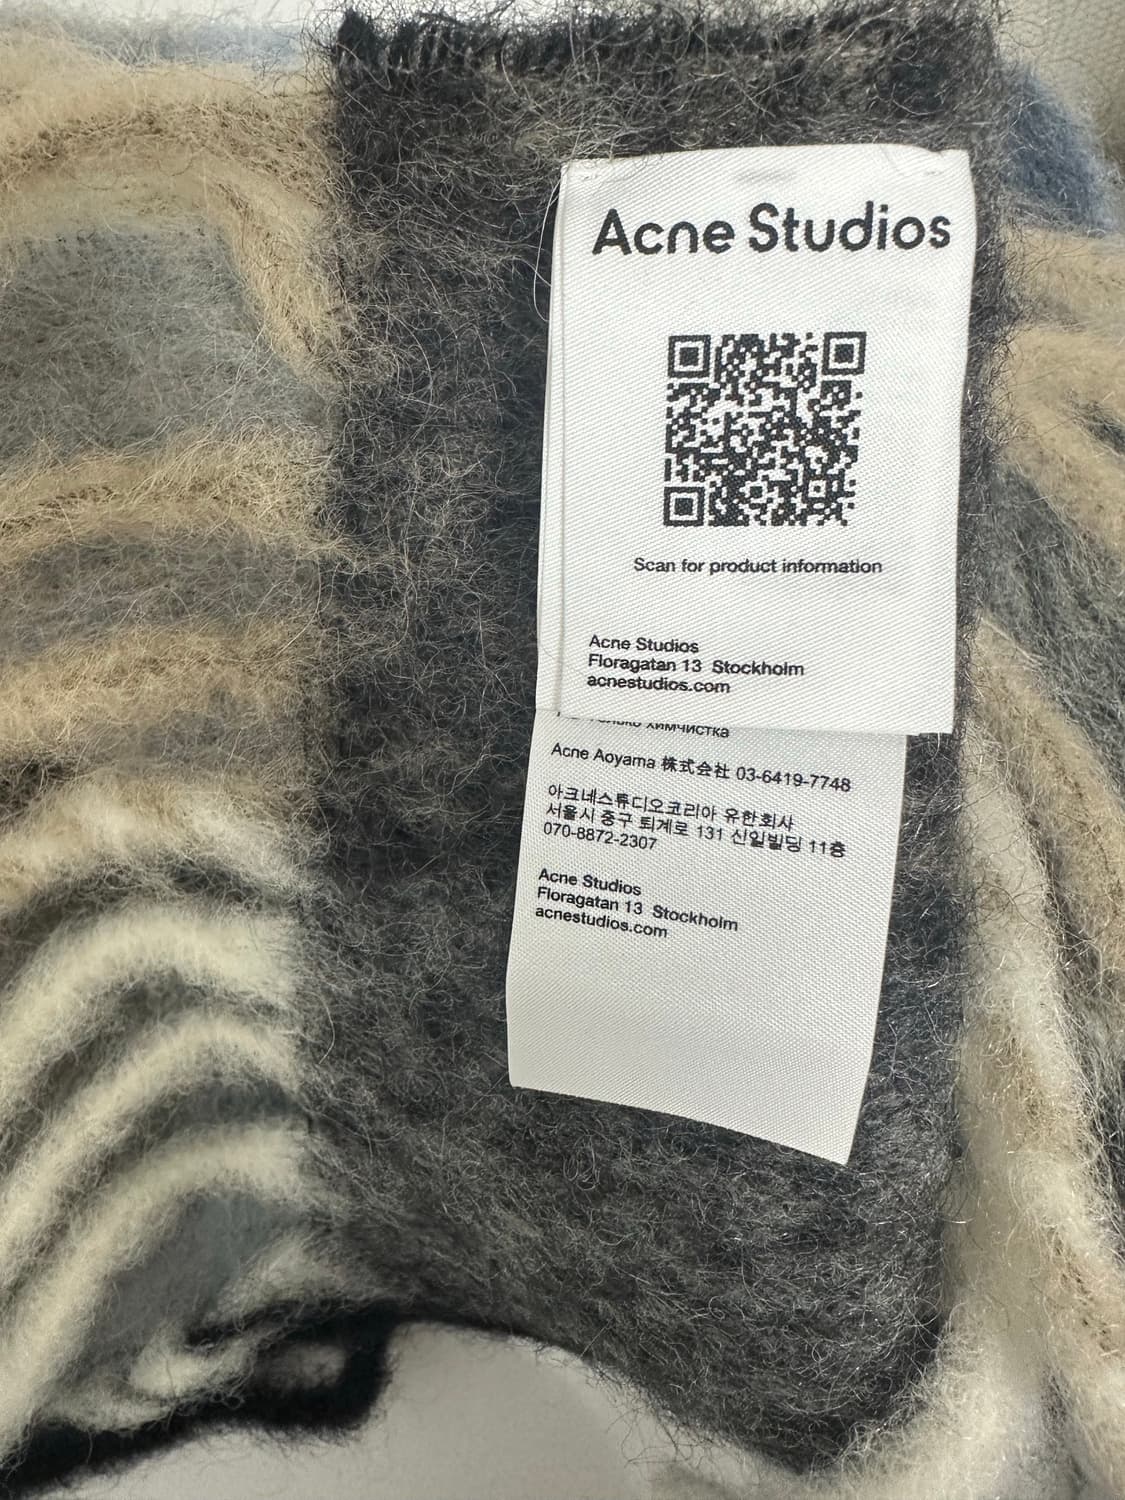 Acne Studios
Scan for product information
Acne Studios
Floragatan 13 Stockholm
acnestudios.com
только химчистка
Acne Aoyama 株式会社 03-6419-7748
아크네스튜디오코리아 유한회사
서울시 중구 퇴계로 131 신일빌딩 11층
070-8872-2307
Acne Studios
Floragatan 13 Stockholm
acnestudios.com